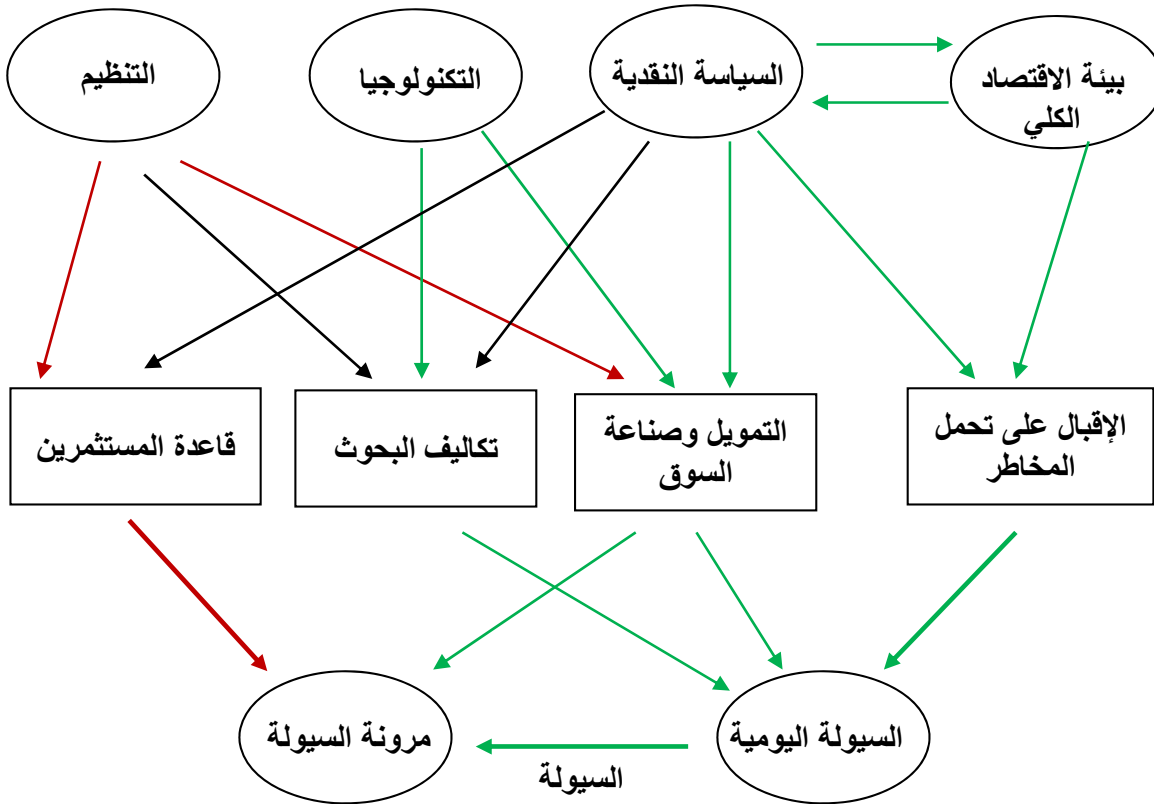 بيئة الاقتصاد
الكلي
السياسة النقدية
التكنولوجيا
التنظيم
الإقبال على تحمل
المخاطر
التمويل وصناعة
السوق
تكاليف البحوث
قاعدة المستثمرين
السيولة اليومية
السيولة
مرونة السيولة